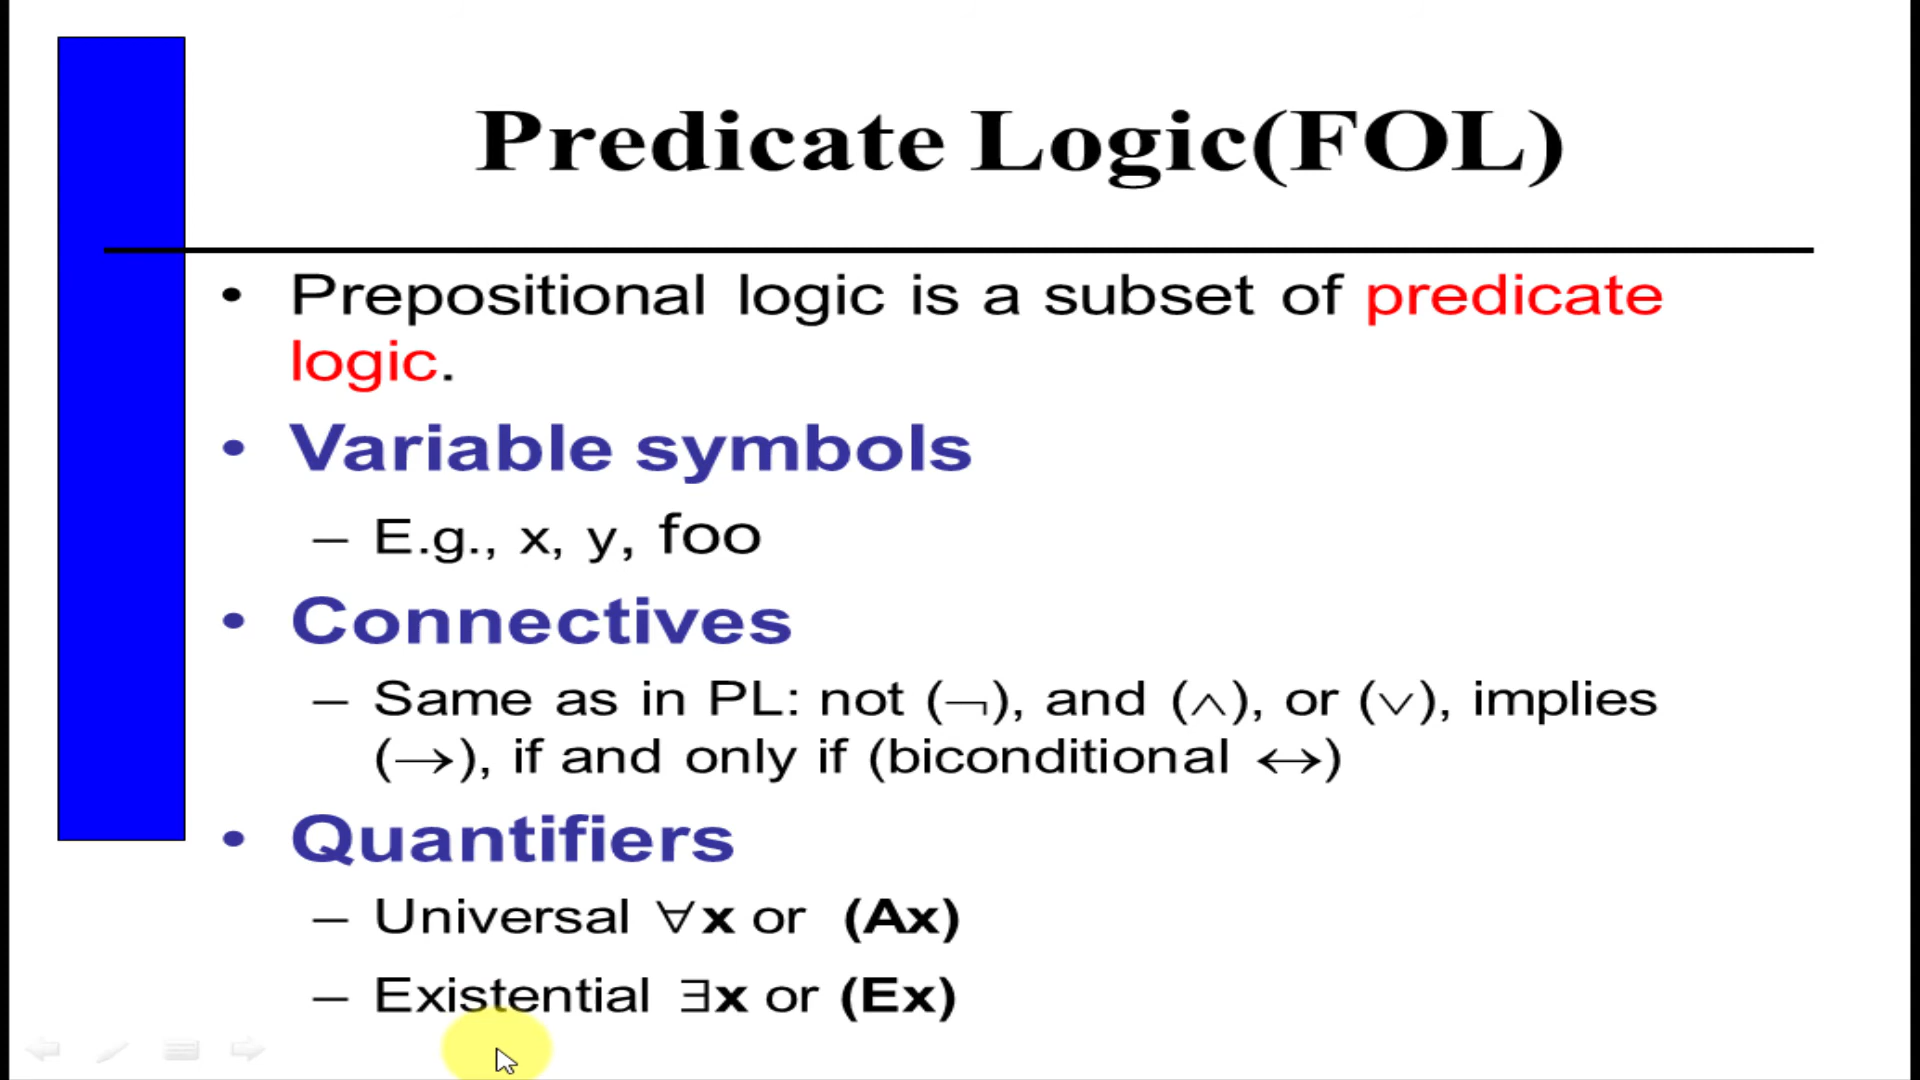 Predicate Logic(FOL)
• Prepositional logic is a subset of predicate
logic.
• Variable symbols
– E.g., x, y, foo
• Connectives
– Same as in PL: not (¬), and (∧), or (∨), implies
(→), if and only if (biconditional ↔)
• Quantifiers
– Universal ∀x or (Ax)
– Existential ∃x or (Ex)